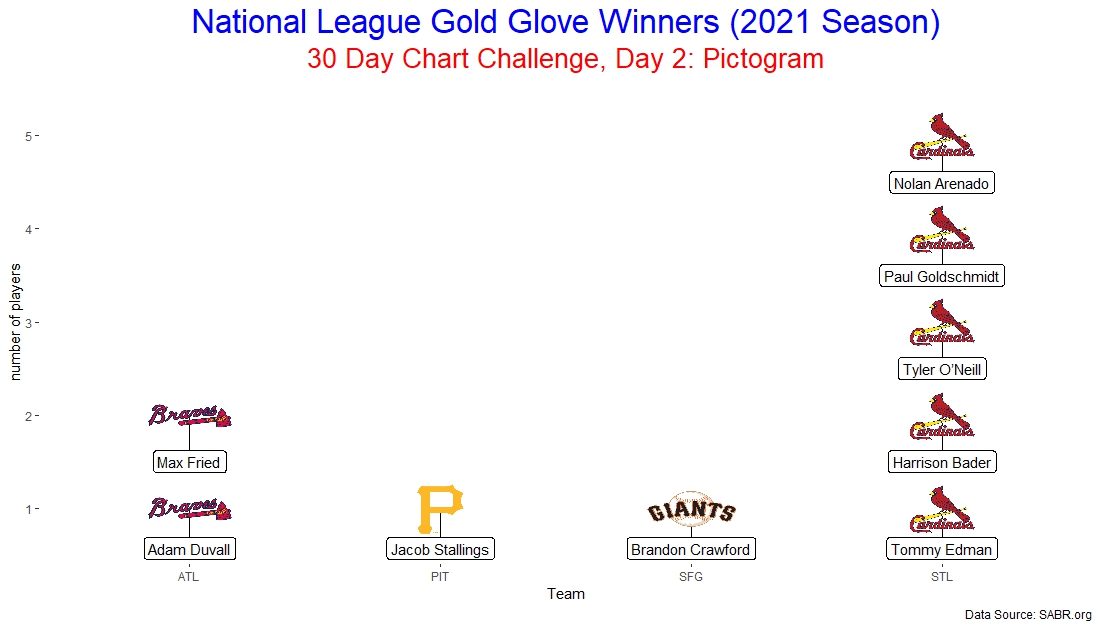 National League Gold Glove Winners (2021 Season)
30 Day Chart Challenge, Day 2: Pictogram
number of players
5
4
3
2
1
Cardinals
Nolan Arenado
Cardinals
Paul Goldschmidt
Cardinals
Tyler O'Neill
Braves
Cardinals
Max Fried
Harrison Bader
Braves
P
GIANTS
Cardinals
Adam Duvall
Jacob Stallings
Brandon Crawford
Tommy Edman
ATL
PIT
SFG
STL
Team
Data Source: SABR.org